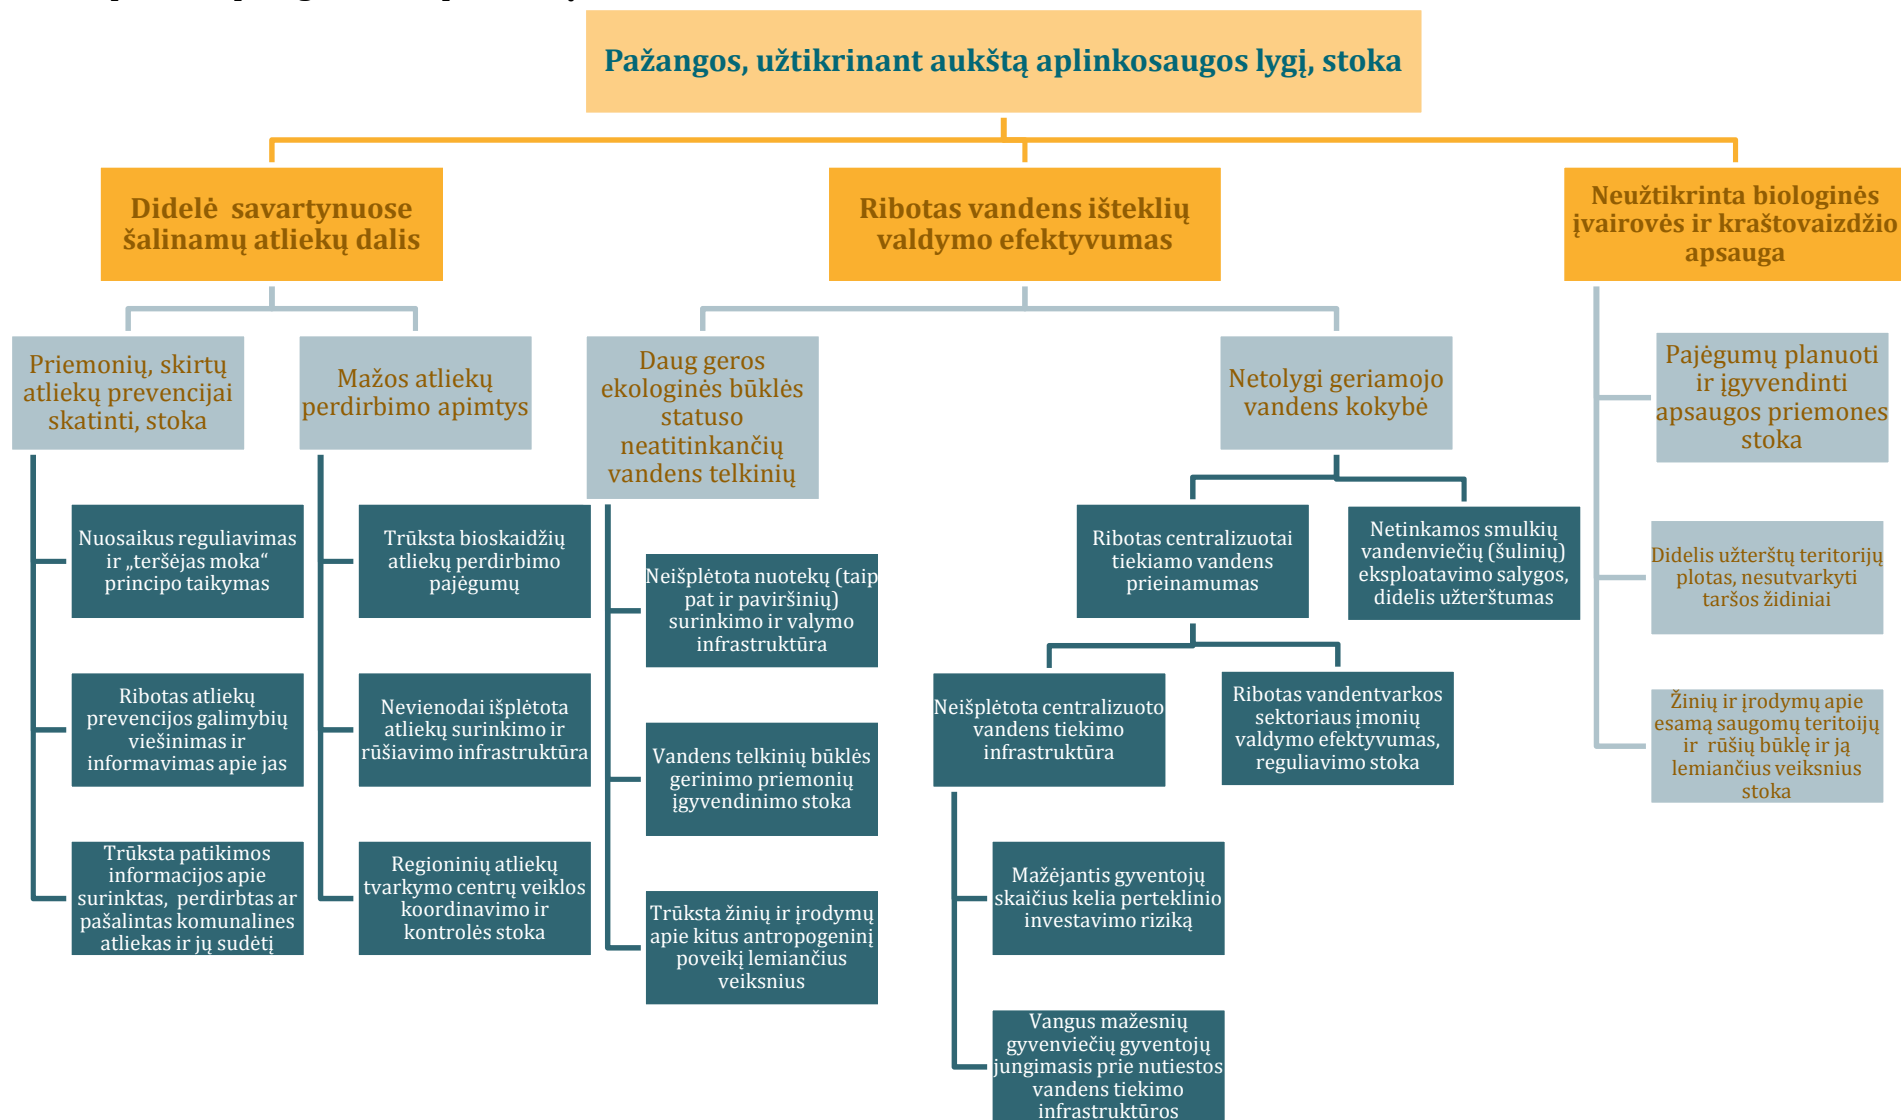 Pažangos, užtikrinant aukštą aplinkosaugos lygį, stoka
Didelė savartynuose
šalinamų atliekų dalis
Ribotas vandens išteklių
valdymo efektyvumas
Neužtikrinta biologinės
įvairovės ir kraštovaizdžio
apsauga
Priemonių, skirtų
atliekų prevencijai
skatinti, stoka
Mažos atliekų
perdirbimo apimtys
Daug geros
ekologinės būklės
statuso
neatitinkančių
vandens telkinių
Netolygi geriamojo
vandens kokybė
Pajėgumų planuoti
ir įgyvendinti
apsaugos priemones
stoka
Nuosaikus reguliavimas
ir „teršėjas moka“
principo taikymas
Trūksta bioskaidžių
atliekų perdirbimo
pajėgumų
Neišplėtota nuotekų (taip
pat ir paviršinių)
surinkimo ir valymo
infrastruktūra
Ribotas centralizuotai
tiekiamo vandens
prieinamumas
Netinkamos smulkių
vandenviečių (šulinių)
eksploatavimo salygos,
didelis užterštumas
Didelis užterštų teritorijų
plotas, nesutvarkyti
taršos židiniai
Ribotas atliekų
prevencijos galimybių
viešinimas ir
informavimas apie jas
Nevienodai išplėtota
atliekų surinkimo ir
rūšiavimo infrastruktūra
Vandens telkinių būklės
gerinimo priemonių
įgyvendinimo stoka
Neišplėtota centralizuoto
vandens tiekimo
infrastruktūra
Ribotas vandentvarkos
sektoriaus įmonių
valdymo efektyvumas,
reguliavimo stoka
Žinių ir įrodymų apie
esamą saugomų teritoijų
ir rūšių būklę ir ją
lemiančius veiksnius
stoka
Trūksta patikimos
informacijos apie
surinktas, perdirbtas ar
pašalintas komunalines
atliekas ir jų sudėtį
Regioninių atliekų
tvarkymo centrų veiklos
koordinavimo ir
kontrolės stoka
Trūksta žinių ir įrodymų
apie kitus antropogeninį
poveikį lemiančius
veiksnius
Mažėjantis gyventojų
skaičius kelia perteklinio
investavimo riziką
Vangus mažesnių
gyvenviečių gyventojų
jungimasis prie nutiestos
vandens tiekimo
infrastruktūros